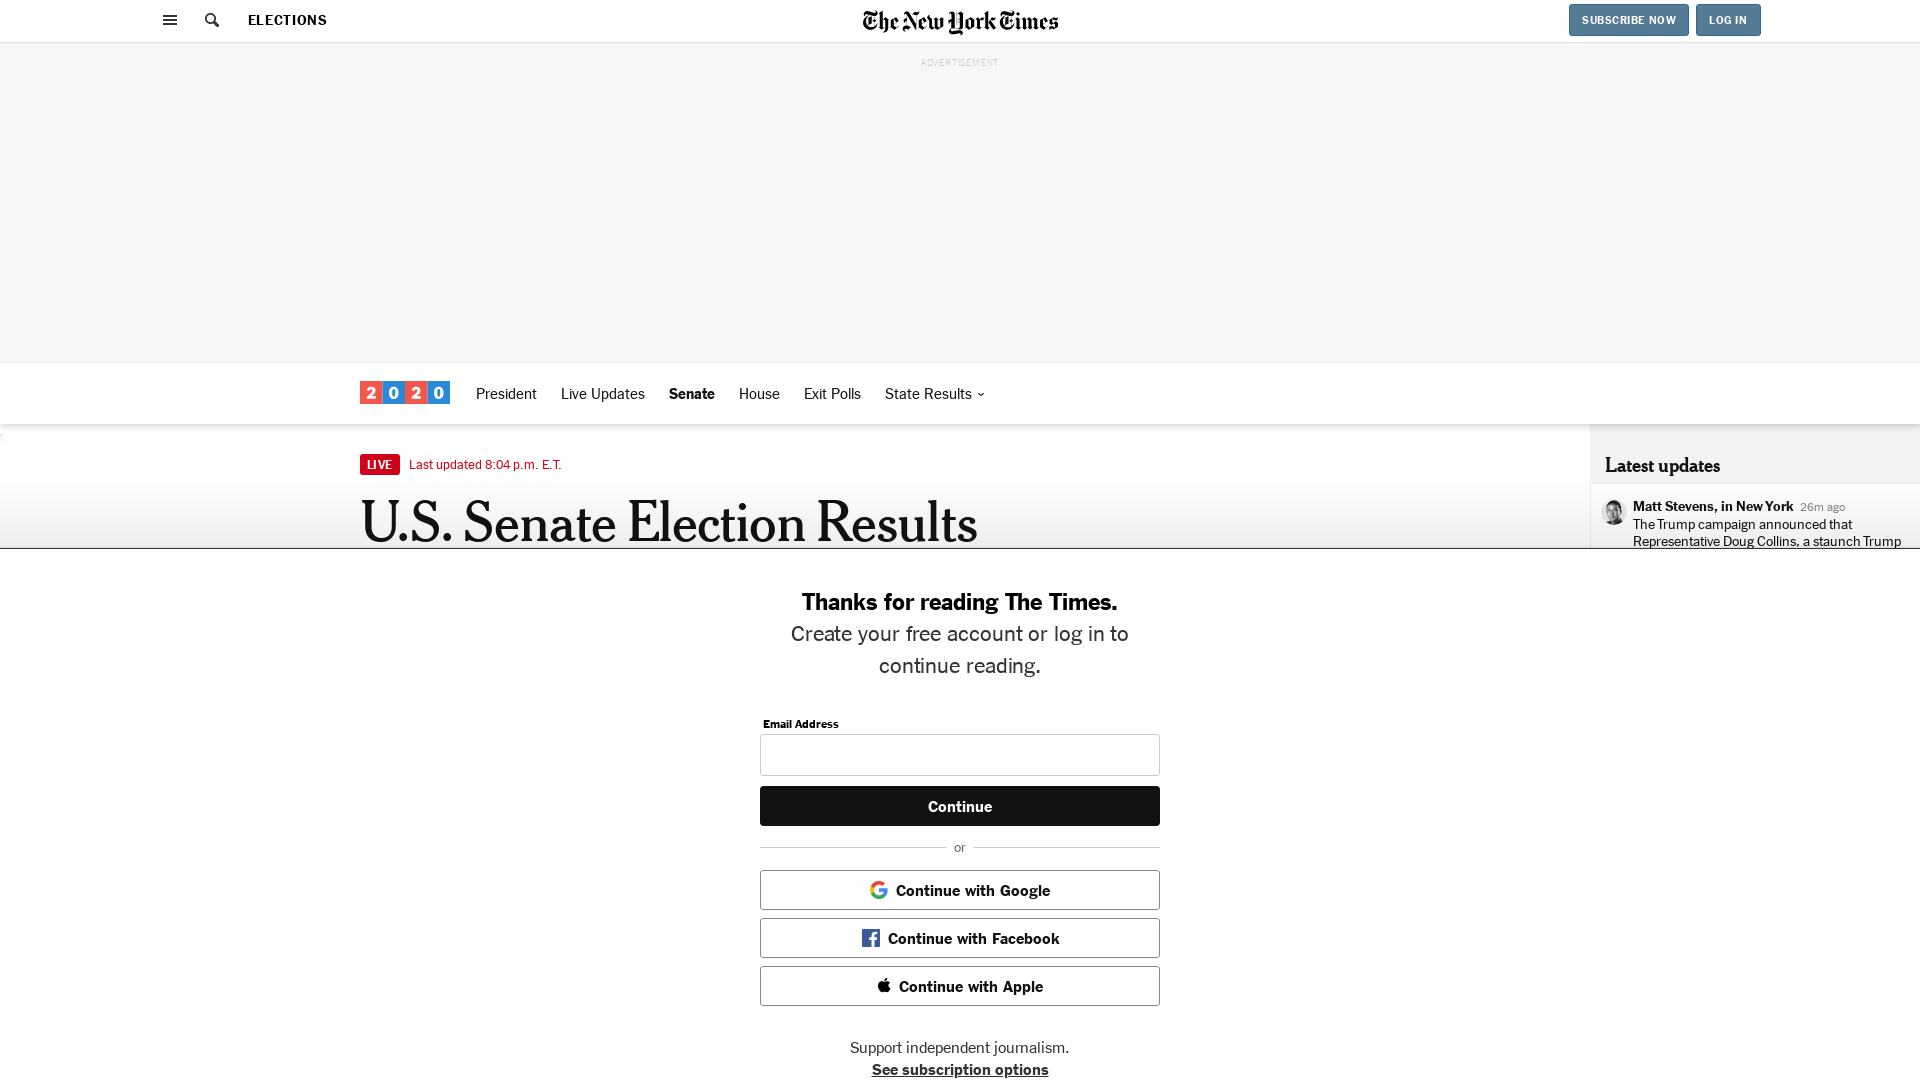 ELECTIONS
The New York Times
SUBSCRIBE NOW
LOG IN
ADVERTISEMENT
2020
President
Live Updates
Senate
House
Exit Polls
State Results
LIVE
Last updated 8:04 p.m. E.T.
U.S. Senate Election Results
Latest updates
Matt Stevens, in New York 26m ago
The Trump campaign announced that
Representative Doug Collins, a staunch Trump
Thanks for reading The Times.
Create your free account or log in to
continue reading.
Email Address
Continue
or
Continue with Google
Continue with Facebook
Continue with Apple
Support independent journalism.
See subscription options